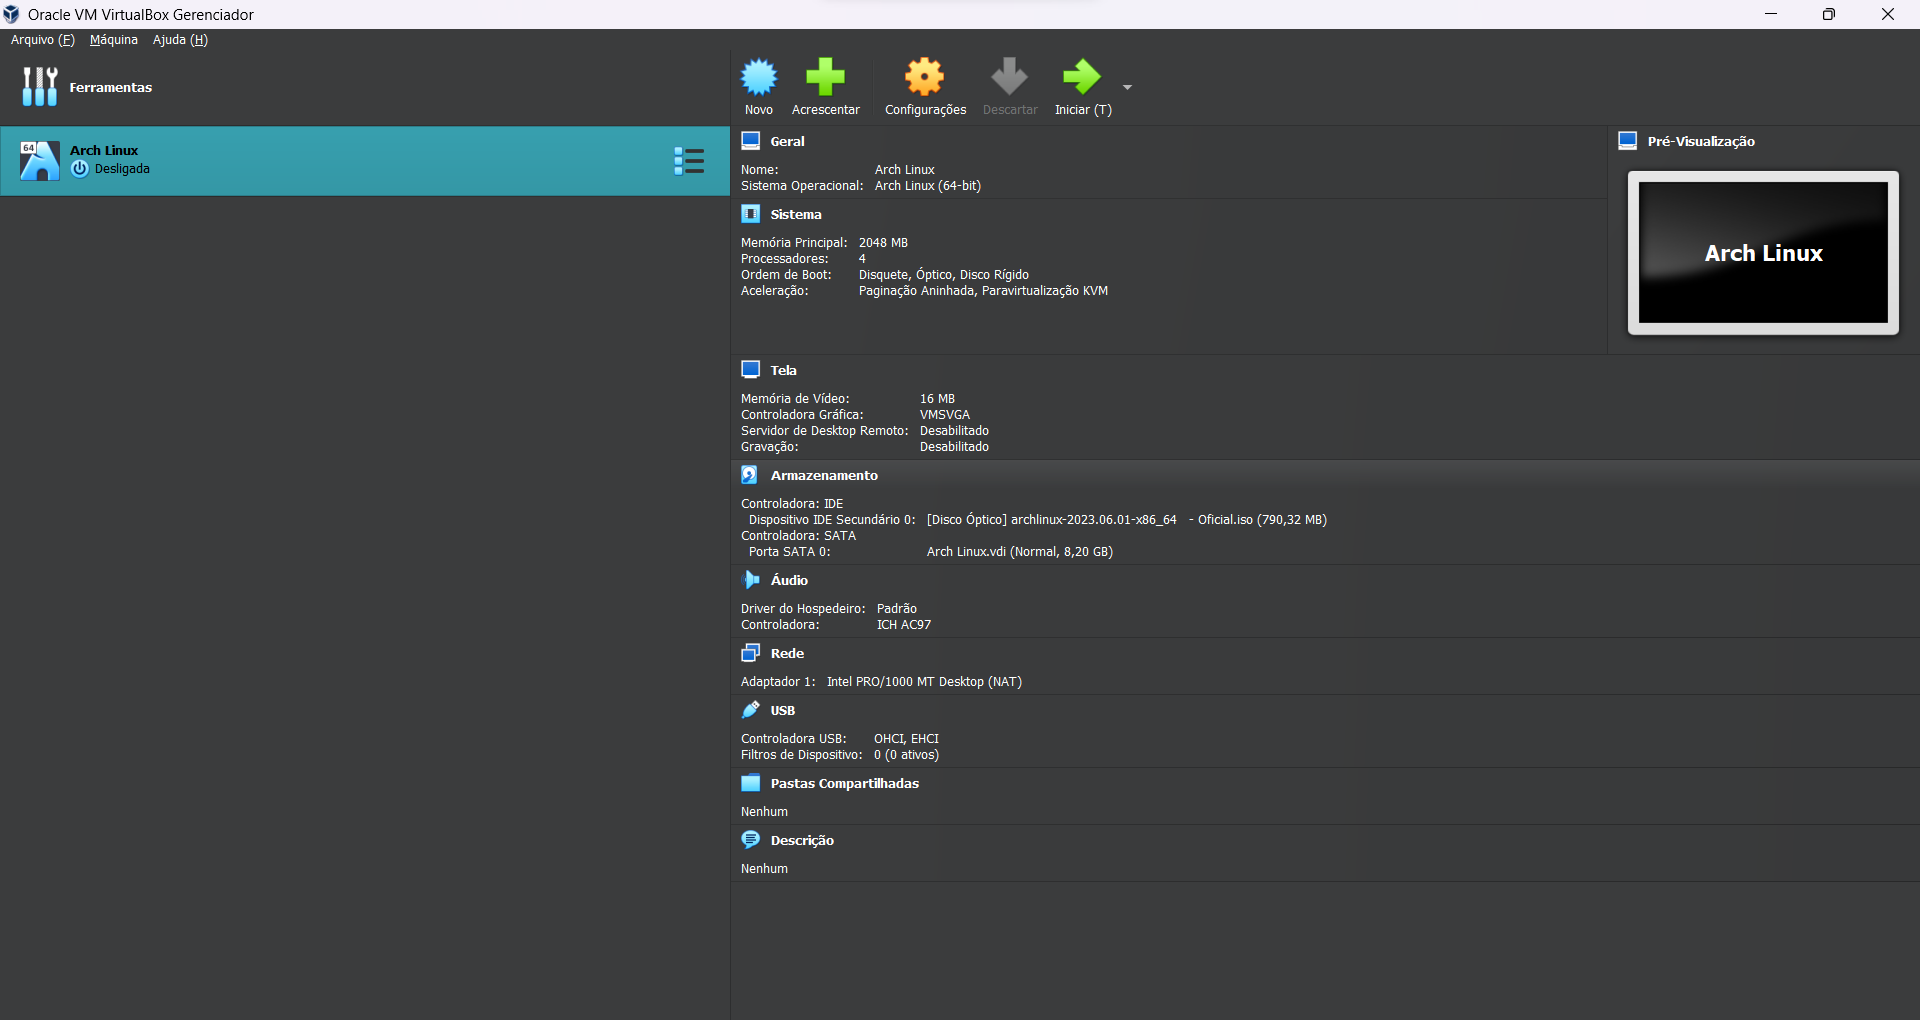 Oracle VM VirtualBox Gerenciador
Arquivo (F) Máquina Ajuda (H)
Ferramentas
64
Arch Linux
Desligada
Novo Acrescentar Configurações Descartar Iniciar (T)
Geral
Nome: Arch Linux
Sistema Operacional: Arch Linux (64-bit)
Sistema
Memória Principal: 2048 MB
Processadores: 4
Ordem de Boot: Disquete, Óptico, Disco Rígido
Aceleração: Paginação Aninhada, Paravirtualização KVM
Pré-Visualização
Arch Linux
Tela
Memória de Vídeo: 16 MB
Controladora Gráfica: VMSVGA
Servidor de Desktop Remoto: Desabilitado
Gravação: Desabilitado
Armazenamento
Controladora: IDE
Dispositivo IDE Secundário 0: [Disco Óptico] archlinux-2023.06.01-x86_64 - Oficial.iso (790,32 MB)
Controladora: SATA
Porta SATA 0: Arch Linux.vdi (Normal, 8,20 GB)
Áudio
Driver do Hospedeiro: Padrão
Controladora: ICH AC97
Rede
Adaptador 1: Intel PRO/1000 MT Desktop (NAT)
USB
Controladora USB: OHCI, EHCI
Filtros de Dispositivo: 0 (0 ativos)
Pastas Compartilhadas
Nenhum
Descrição
Nenhum